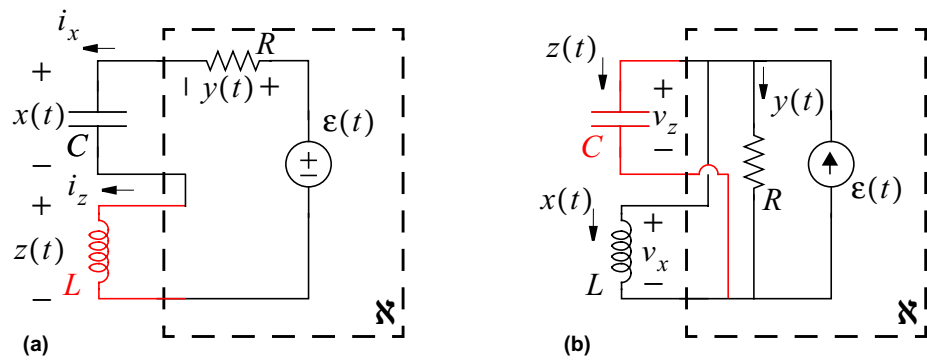 i_x
R
+
| y(t) +
x(t)
ε(t)
C
+
−
−
i_z
+
z(t)
L
−
ℵ
(a)
z(t)
+
y(t)
v_z
C
−
ε(t)
R
x(t)
+
v_x
L
−
ℵ
(b)